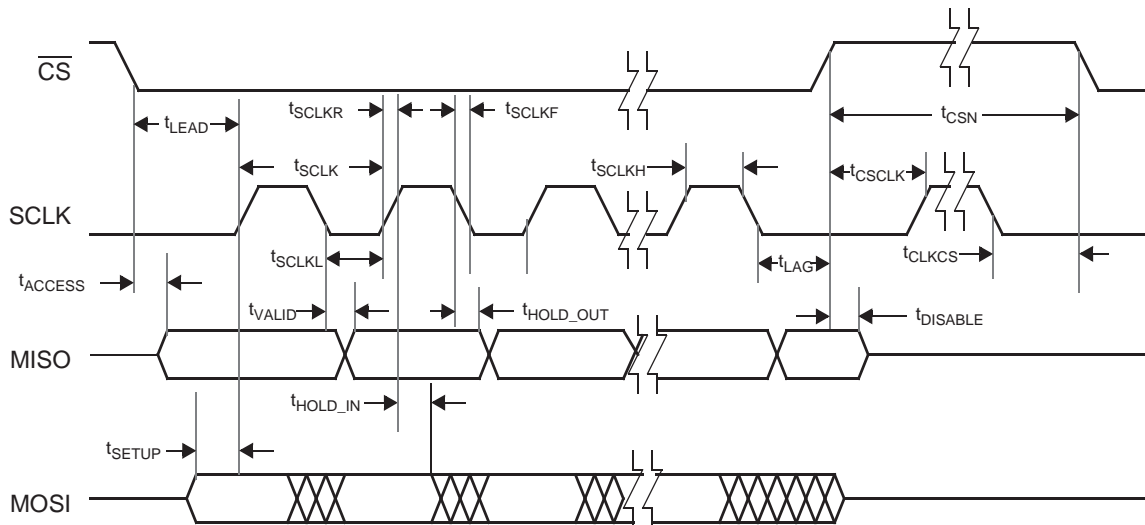 CS
tSCLKR
tSCLKF
tLEAD
tCSN
tSCLK
tSCLKH
tCSCLK
SCLK
tSCLKL
tLAG
tCLKCS
tACCESS
tVALID
tHOLD_OUT
tDISABLE
MISO
tHOLD_IN
tSETUP
MOSI